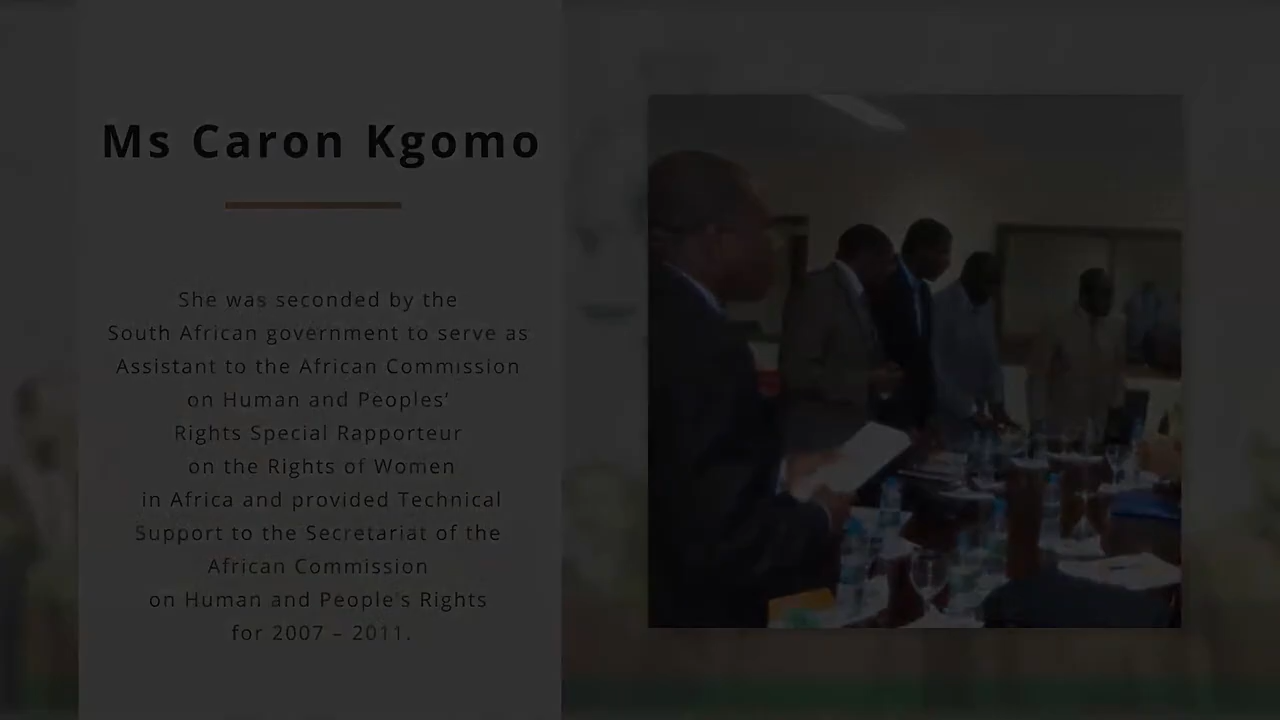 Ms Caron Kgomo
She was seconded by the
South African government to serve as
Assistant to the African Commission
on Human and Peoples’
Rights Special Rapporteur
on the Rights of Women
in Africa and provided Technical
Support to the Secretariat of the
African Commission
on Human and People's Rights
for 2007 – 2011.